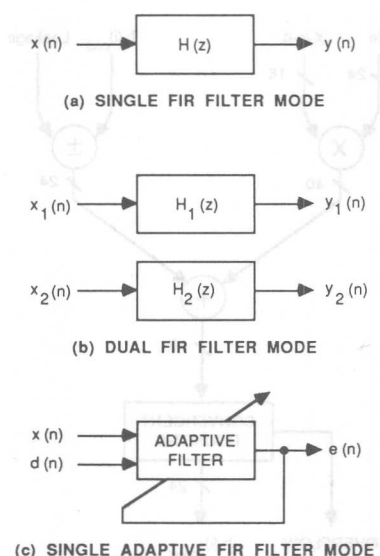 x(n) H(z) y(n)
(a) SINGLE FIR FILTER MODE
x1(n) H1(z) y1(n)
x2(n) H2(z) y2(n)
(b) DUAL FIR FILTER MODE
x(n)
d(n)
ADAPTIVE
FILTER
e(n)
(c) SINGLE ADAPTIVE FIR FILTER MODE